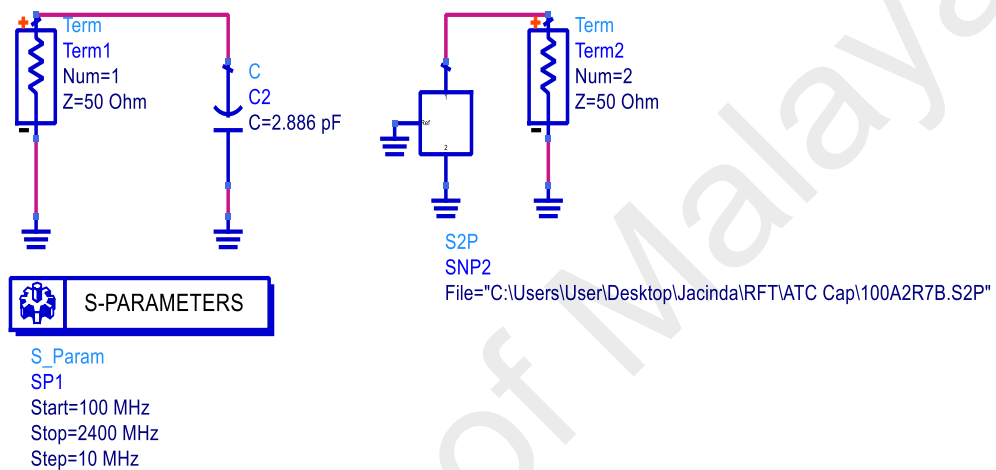 Term
Term1
Num=1
Z=50 Ohm
C
C2
C=2.886 pF
1
Ref
2
Term
Term2
Num=2
Z=50 Ohm
S2P
SNP2
File="C:\Users\User\Desktop\Jacinda\RFT\ATC Cap\100A2R7B.S2P"
S-PARAMETERS
S_Param
SP1
Start=100 MHz
Stop=2400 MHz
Step=10 MHz
of Malaya